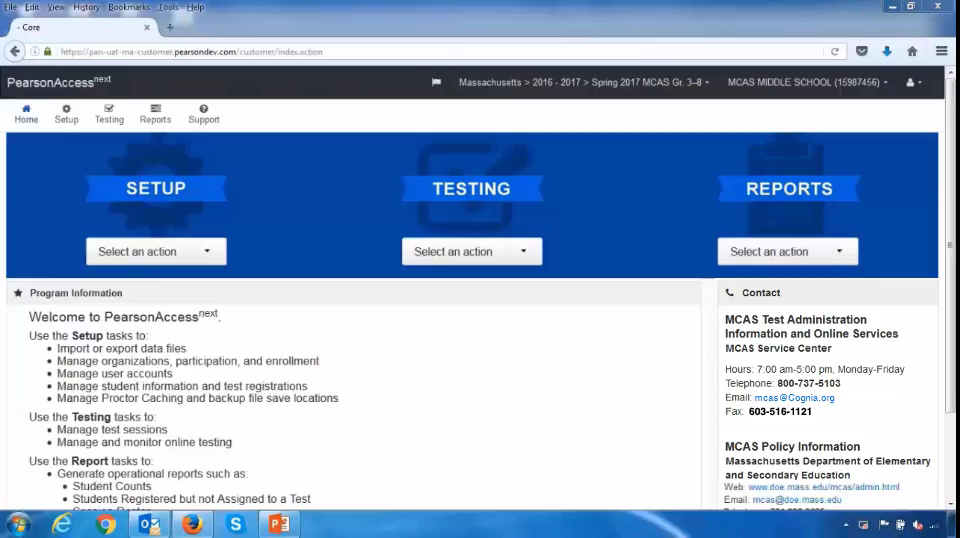 File Edit View History Bookmarks Tools Help
- Core
https://pan-uat-ma-customer.pearsondev.com/customer/index.action
PearsonAccessnext
Massachusetts > 2016 - 2017 > Spring 2017 MCAS Gr. 3–8
MCAS MIDDLE SCHOOL (15987456)
Home Setup Testing Reports Support
SETUP TESTING REPORTS
Select an action Select an action Select an action
Program Information
Welcome to PearsonAccessnext.
Use the Setup tasks to:
• Import or export data files
• Manage organizations, participation, and enrollment
• Manage user accounts
• Manage student information and test registrations
• Manage Proctor Caching and backup file save locations
Use the Testing tasks to:
• Manage test sessions
• Manage and monitor online testing
Use the Report tasks to:
• Generate operational reports such as:
• Student Counts
• Students Registered but not Assigned to a Test
Contact
MCAS Test Administration
Information and Online Services
MCAS Service Center
Hours: 7:00 am-5:00 pm, Monday-Friday
Telephone: 800-737-5103
Email: mcas@Cognia.org
Fax: 603-516-1121
MCAS Policy Information
Massachusetts Department of Elementary
and Secondary Education
Web: www.doe.mass.edu/mcas/admin.html
Email: mcas@doe.mass.edu